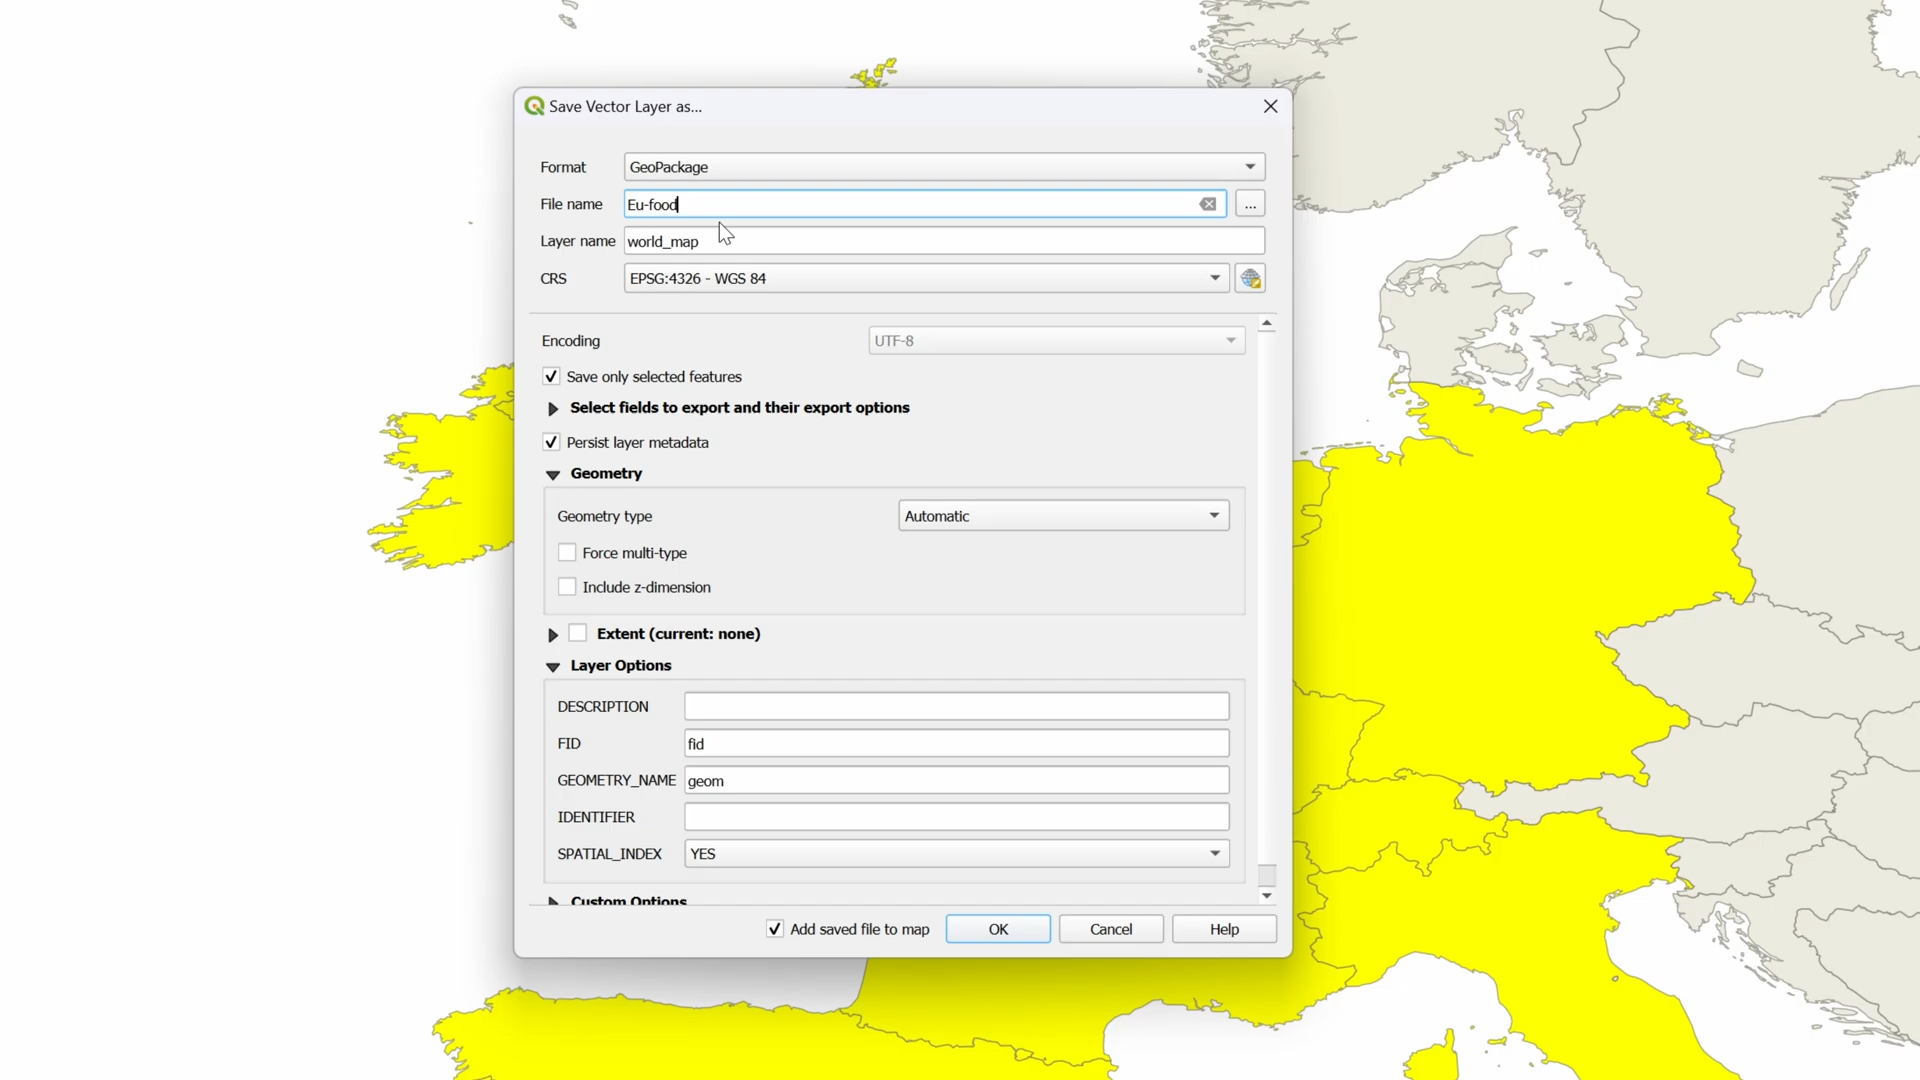 Save Vector Layer as...
Format GeoPackage
File name Eu-food ...
Layer name world_map
CRS EPSG:4326 - WGS 84
Encoding UTF-8
Save only selected features
Select fields to export and their export options
Persist layer metadata
Geometry
Geometry type Automatic
Force multi-type
Include z-dimension
Extent (current: none)
Layer Options
DESCRIPTION
FID fid
GEOMETRY_NAME geom
IDENTIFIER
SPATIAL_INDEX YES
Custom Options
Add saved file to map OK Cancel Help